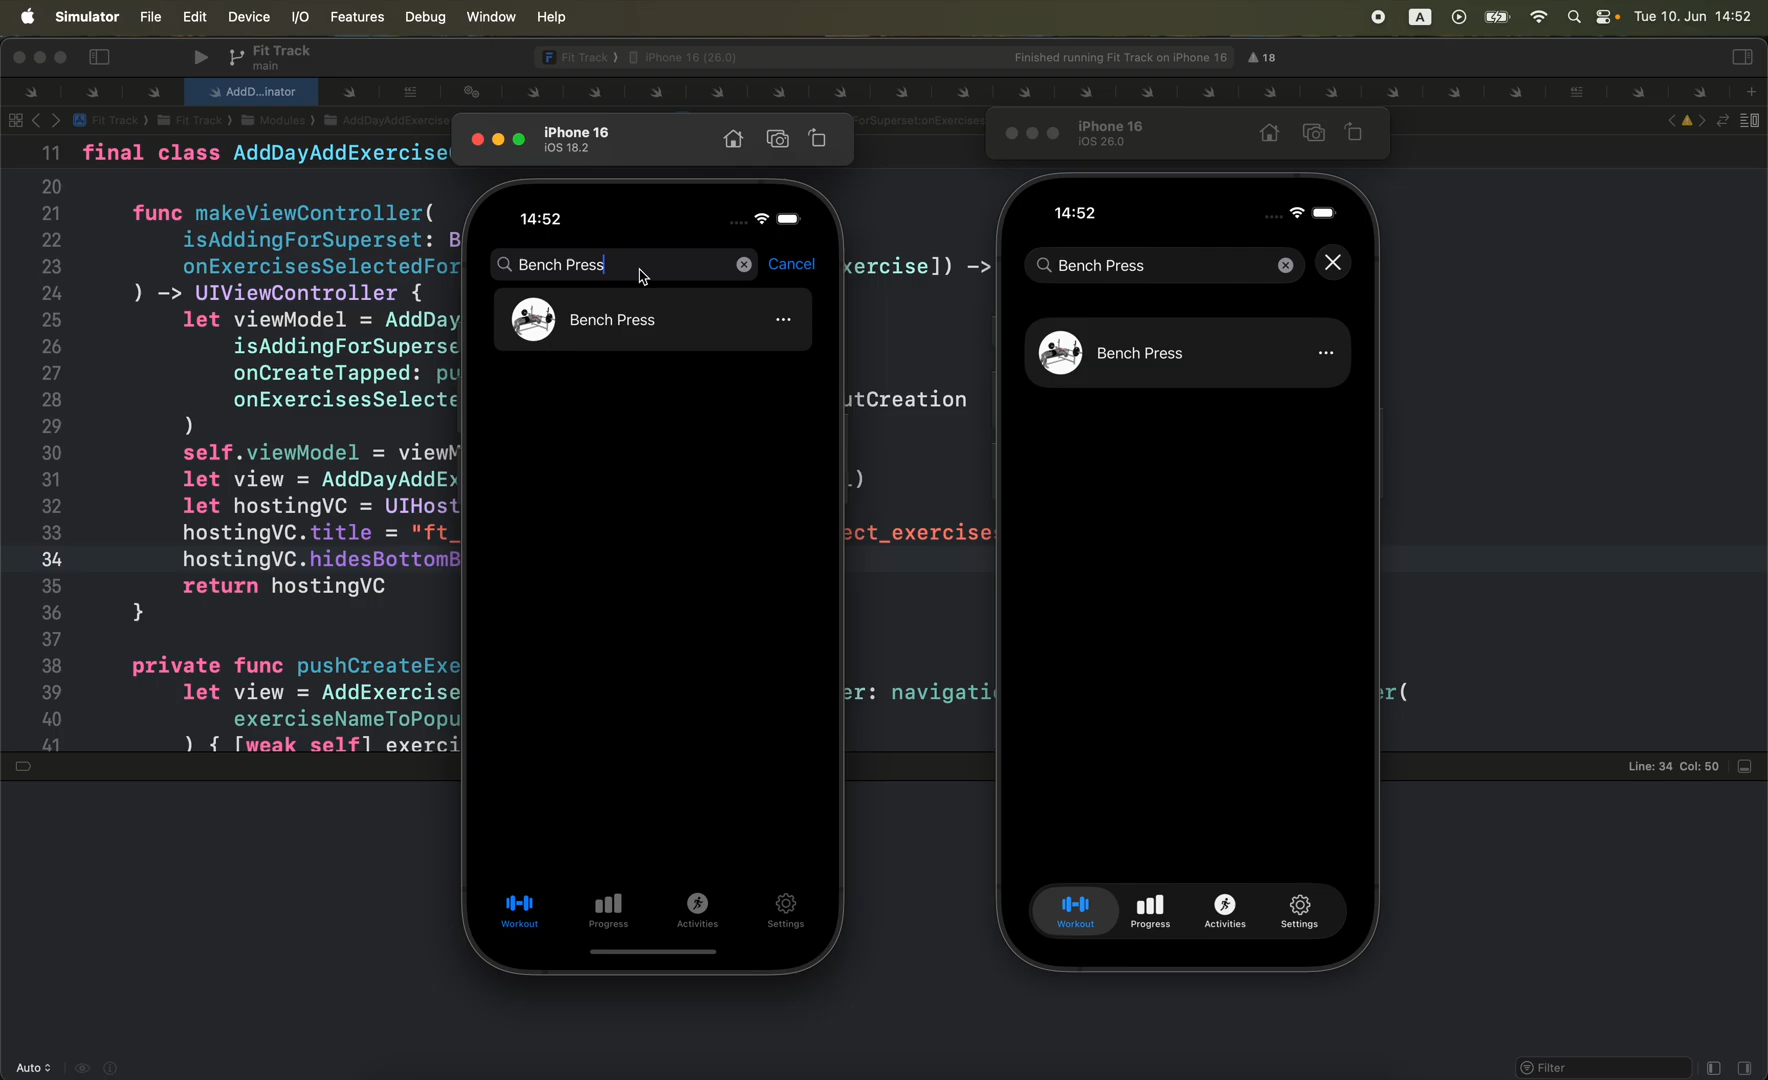 Simulator File Edit Device I/O Features Debug Window Help A Tue 10. Jun 14:52
Fit Track
main
Fit Track iPhone 16 (26.0) Finished running Fit Track on iPhone 16 18
AddD...inator
Fit Track Fit Track Modules AddDayAddExercise ForSuperset:onExercises
11 final class AddDayAddExercise
20
21 func makeViewController(
22 isAddingForSuperset: B
23 onExercisesSelectedFor xercise]) ->
24 ) -> UIViewController {
25 let viewModel = AddDay
26 isAddingForSuperse
27 onCreateTapped: pu
28 onExercisesSelecte utCreation
29 )
30 self.viewModel = viewM
31 let view = AddDayAddEx .)
32 let hostingVC = UIHost
33 hostingVC.title = "ft_ ect_exercises
34 hostingVC.hidesBottomB
35 return hostingVC
36 }
37
38 private func pushCreateExe
39 let view = AddExercise er: navigati er(
40 exerciseNameToPopu
41 ) { [weak self] exerci
Line: 34 Col: 50
Auto
Filter
iPhone 16
iOS 18.2
14:52
Bench Press Cancel
Bench Press
Workout Progress Activities Settings
iPhone 16
iOS 26.0
14:52
Bench Press
Bench Press
Workout Progress Activities Settings